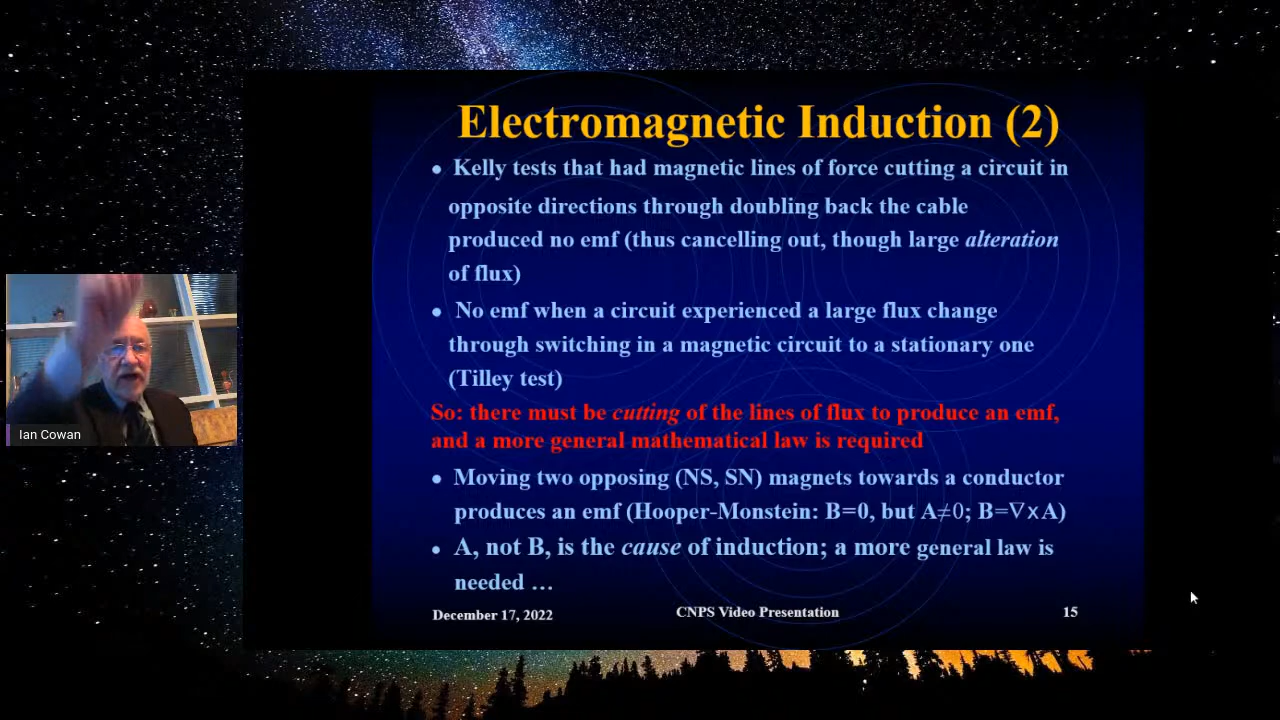 Electromagnetic Induction (2)
• Kelly tests that had magnetic lines of force cutting a circuit in
opposite directions through doubling back the cable
produced no emf (thus cancelling out, though large alteration
of flux)
• No emf when a circuit experienced a large flux change
through switching in a magnetic circuit to a stationary one
(Tilley test)
So: there must be cutting of the lines of flux to produce an emf,
and a more general mathematical law is required
• Moving two opposing (NS, SN) magnets towards a conductor
produces an emf (Hooper-Monstein: B=0, but A≠0; B=∇xA)
• A, not B, is the cause of induction; a more general law is
needed …
December 17, 2022
CNPS Video Presentation
15
Ian Cowan